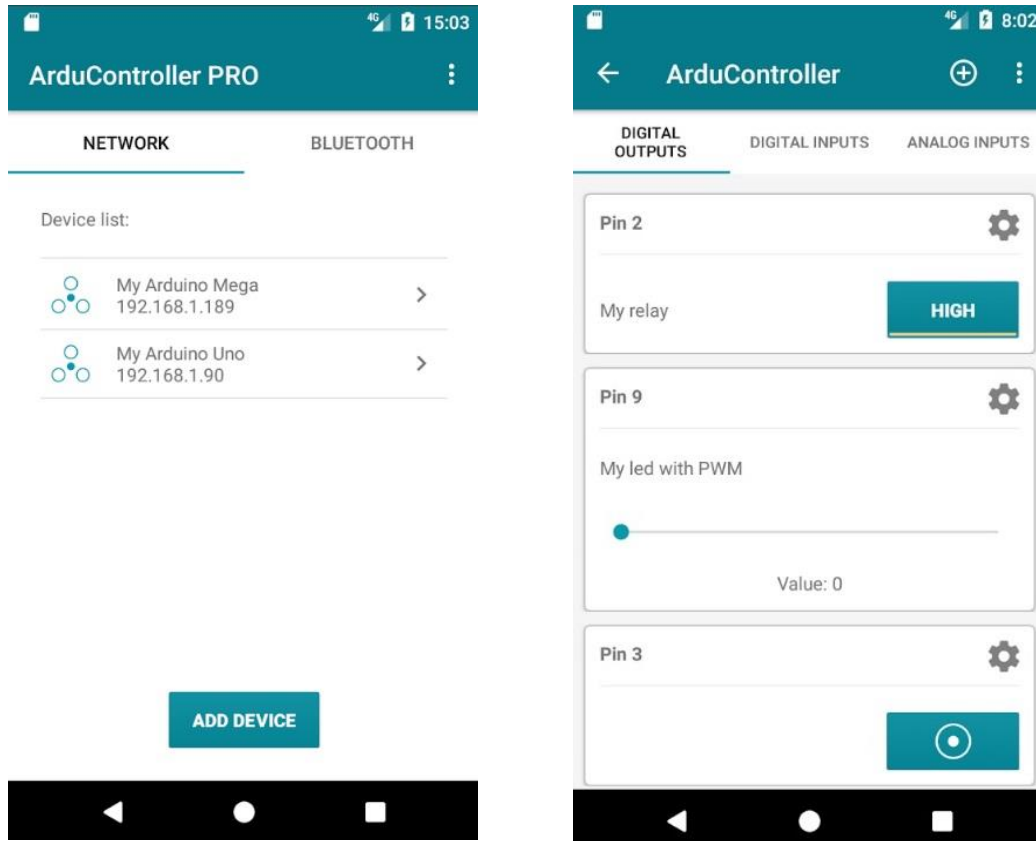 4G 15:03
ArduController PRO
NETWORK BLUETOOTH
Device list:
My Arduino Mega
192.168.1.189
My Arduino Uno
192.168.1.90
ADD DEVICE
4G 8:02
ArduController
DIGITAL
OUTPUTS
DIGITAL INPUTS ANALOG INPUTS
Pin 2
My relay HIGH
Pin 9
My led with PWM
Value: 0
Pin 3